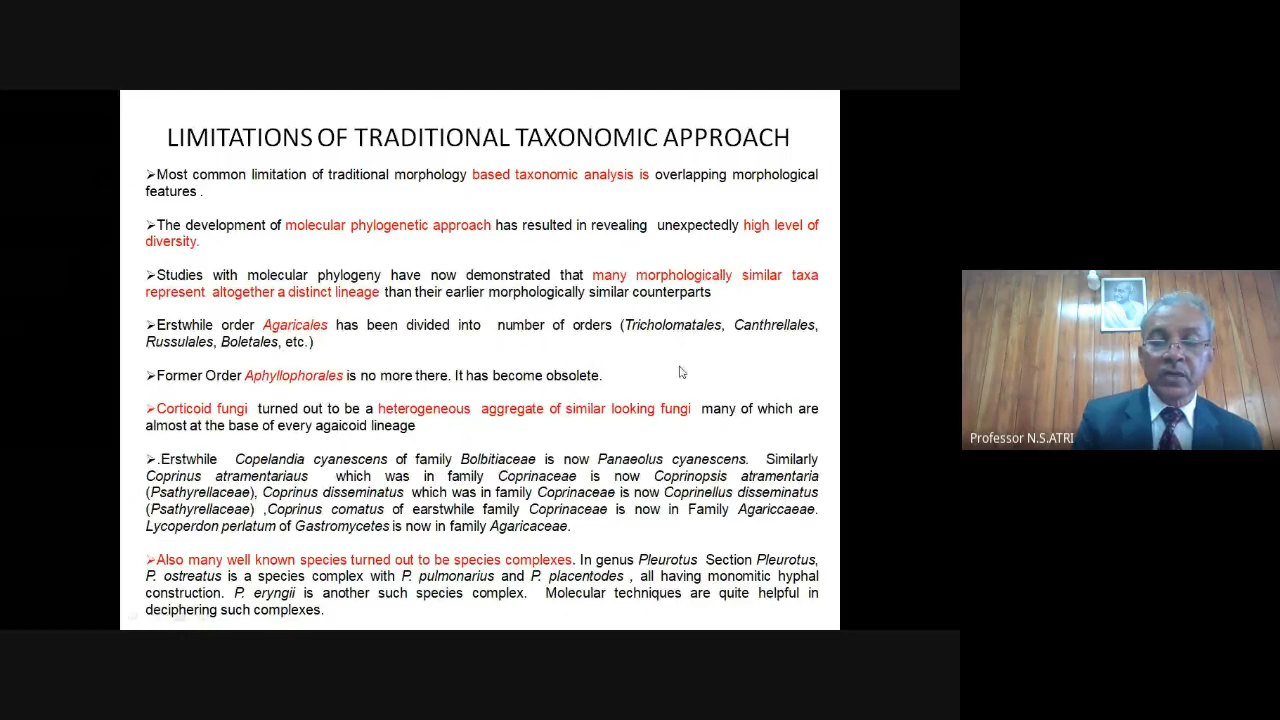 LIMITATIONS OF TRADITIONAL TAXONOMIC APPROACH
➢Most common limitation of traditional morphology based taxonomic analysis is overlapping morphological
features .
➢The development of molecular phylogenetic approach has resulted in revealing unexpectedly high level of
diversity.
➢Studies with molecular phylogeny have now demonstrated that many morphologically similar taxa
represent altogether a distinct lineage than their earlier morphologically similar counterparts
➢Erstwhile order Agaricales has been divided into number of orders (Tricholomatales, Canthrellales,
Russulales, Boletales, etc.)
➢Former Order Aphyllophorales is no more there. It has become obsolete.
➢Corticoid fungi turned out to be a heterogeneous aggregate of similar looking fungi many of which are
almost at the base of every agaicoid lineage
➢.Erstwhile Copelandia cyanescens of family Bolbitiaceae is now Panaeolus cyanescens. Similarly
Coprinus atramentariaus which was in family Coprinaceae is now Coprinopsis atramentaria
(Psathyrellaceae), Coprinus disseminatus which was in family Coprinaceae is now Coprinellus disseminatus
(Psathyrellaceae) ,Coprinus comatus of earstwhile family Coprinaceae is now in Family Agariccaeae.
Lycoperdon perlatum of Gastromycetes is now in family Agaricaceae.
➢Also many well known species turned out to be species complexes. In genus Pleurotus Section Pleurotus,
P. ostreatus is a species complex with P. pulmonarius and P. placentodes , all having monomitic hyphal
construction. P. eryngii is another such species complex. Molecular techniques are quite helpful in
deciphering such complexes.
Professor N.S.ATRI